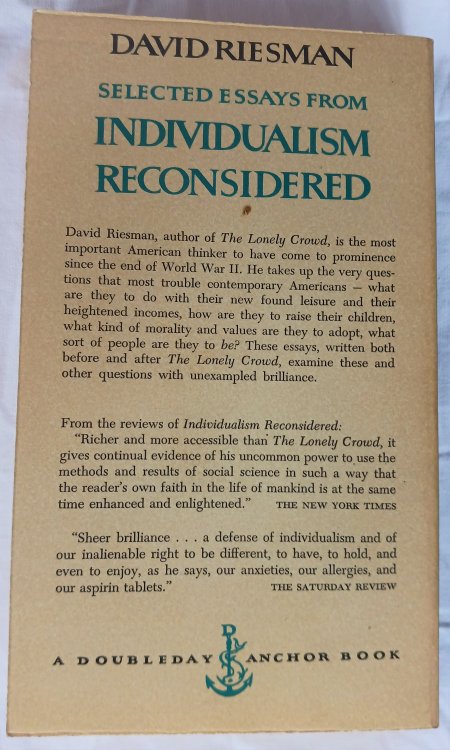 DAVID RIESMAN
SELECTED ESSAYS FROM
INDIVIDUALISM
RECONSIDERED
David Riesman, author of The Lonely Crowd, is the most
important American thinker to have come to prominence
since the end of World War II. He takes up the very ques-
tions that most trouble contemporary Americans — what
are they to do with their new found leisure and their
heightened incomes, how are they to raise their children,
what kind of morality and values are they to adopt, what
sort of people are they to be? These essays, written both
before and after The Lonely Crowd, examine these and
other questions with unexampled brilliance.
From the reviews of Individualism Reconsidered:
“Richer and more accessible than The Lonely Crowd, it
gives continual evidence of his uncommon power to use the
methods and results of social science in such a way that
the reader's own faith in the life of mankind is at the same
time enhanced and enlightened.” THE NEW YORK TIMES
“Sheer brilliance . . . a defense of individualism and of
our inalienable right to be different, to have, to hold, and
even to enjoy, as he says, our anxieties, our allergies, and
our aspirin tablets.” THE SATURDAY REVIEW
A DOUBLEDAY ANCHOR BOOK